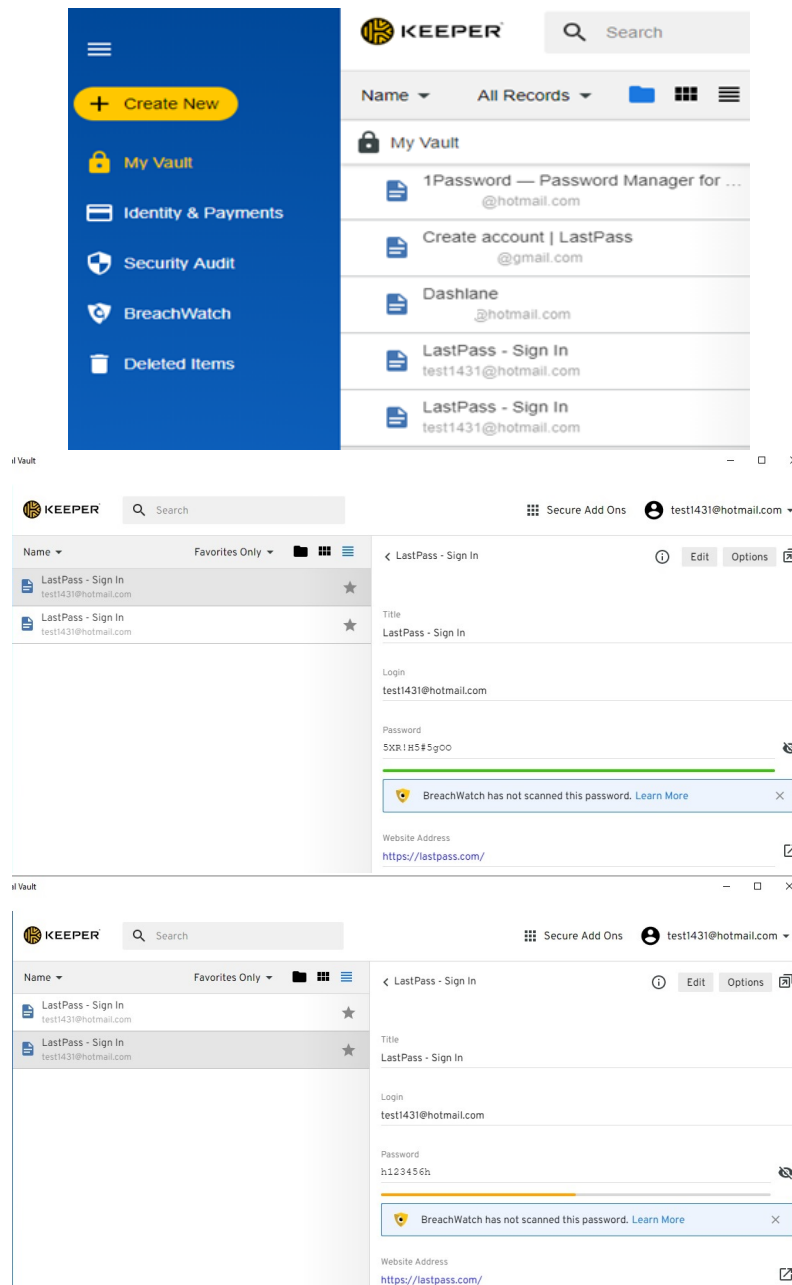 KEEPER
Search
Create New
Name
All Records
My Vault
My Vault
1Password — Password Manager for ...
@hotmail.com
Identity & Payments
Create account | LastPass
@gmail.com
Security Audit
Dashlane
@hotmail.com
BreachWatch
LastPass - Sign In
test1431@hotmail.com
Deleted Items
LastPass - Sign In
test1431@hotmail.com
l Vault
KEEPER
Search
Secure Add Ons
test1431@hotmail.com
Name
Favorites Only
LastPass - Sign In
Edit
Options
LastPass - Sign In
test1431@hotmail.com
LastPass - Sign In
test1431@hotmail.com
Title
LastPass - Sign In
Login
test1431@hotmail.com
Password
5XR!H5#5gOO
BreachWatch has not scanned this password. Learn More
Website Address
https://lastpass.com/
l Vault
KEEPER
Search
Secure Add Ons
test1431@hotmail.com
Name
Favorites Only
LastPass - Sign In
Edit
Options
LastPass - Sign In
test1431@hotmail.com
LastPass - Sign In
test1431@hotmail.com
Title
LastPass - Sign In
Login
test1431@hotmail.com
Password
h123456h
BreachWatch has not scanned this password. Learn More
Website Address
https://lastpass.com/